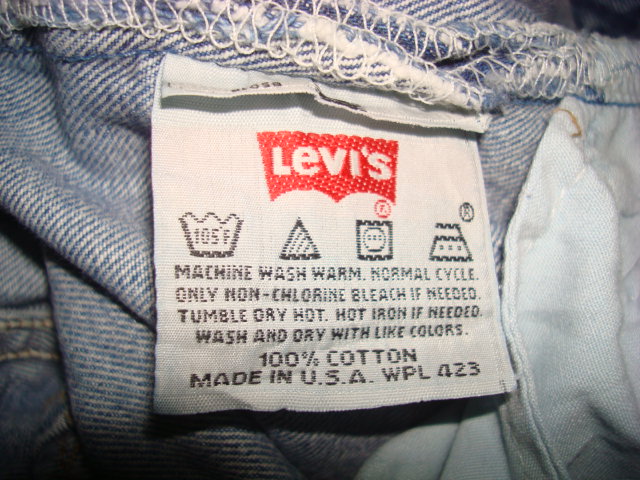 Levi's
105F
MACHINE WASH WARM. NORMAL CYCLE.
ONLY NON-CHLORINE BLEACH IF NEEDED.
TUMBLE DRY HOT. HOT IRON IF NEEDED.
WASH AND DRY WITH LIKE COLORS.
100% COTTON
MADE IN U.S.A. WPL 423